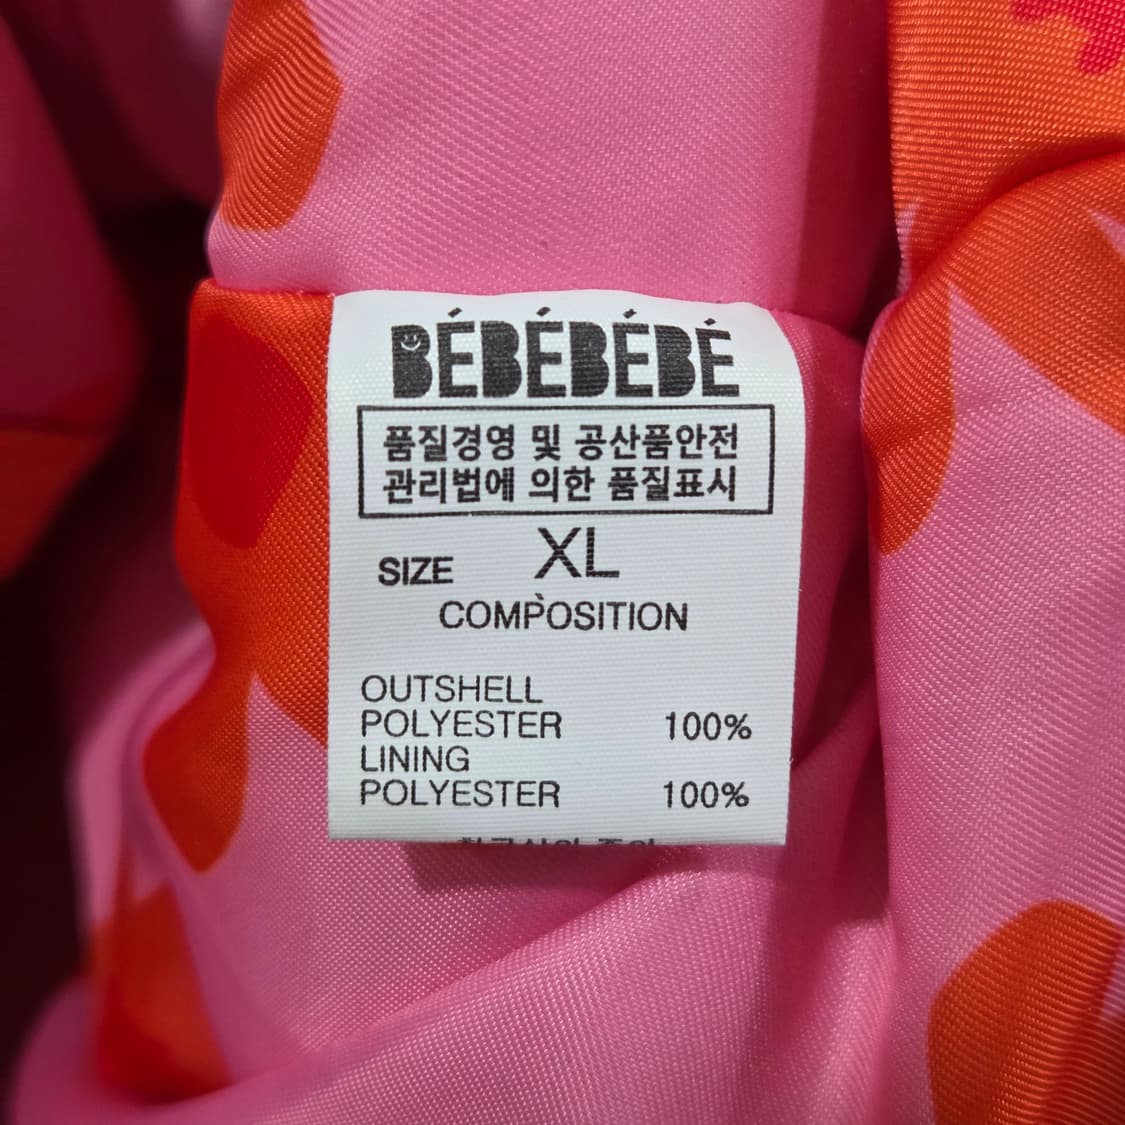 BÉBÉBÉBÉ
품질경영 및 공산품안전
관리법에 의한 품질표시
SIZE XL
COMPOSITION
OUTSHELL
POLYESTER 100%
LINING
POLYESTER 100%